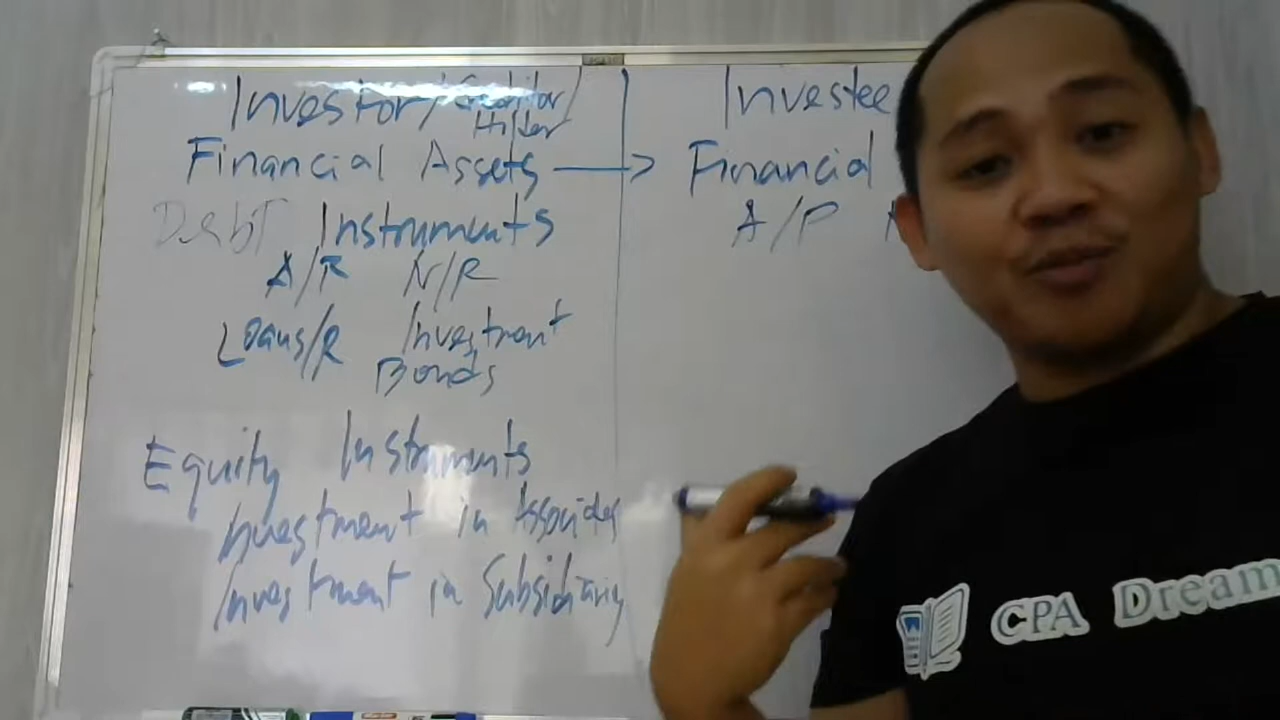 Investor/Creditor/
Holder
Financial Assets →
Debt Instruments
A/R N/R
Loans/R Investment
Bonds
Equity Instruments
Investment in Associates
Investment in Subsidiary
Investee
Financial
A/P
CPA Dream